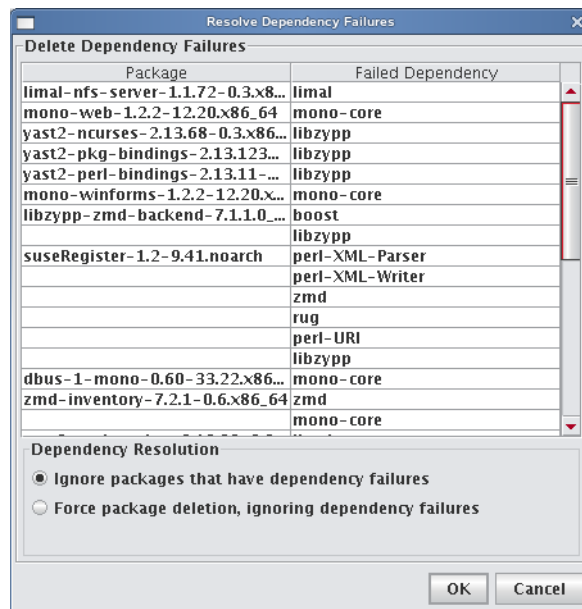 Resolve Dependency Failures
Delete Dependency Failures
Package Failed Dependency
limal-nfs-server-1.1.72-0.3.x8... limal
mono-web-1.2.2-12.20.x86_64 mono-core
yast2-ncurses-2.13.68-0.3.x86... libzypp
yast2-pkg-bindings-2.13.123... libzypp
yast2-perl-bindings-2.13.11-... libzypp
mono-winforms-1.2.2-12.20.x... mono-core
libzypp-zmd-backend-7.1.1.0_... boost
libzypp
suseRegister-1.2-9.41.noarch perl-XML-Parser
perl-XML-Writer
zmd
rug
perl-URI
libzypp
dbus-1-mono-0.60-33.22.x86... mono-core
zmd-inventory-7.2.1-0.6.x86_64 zmd
mono-core
Dependency Resolution
Ignore packages that have dependency failures
Force package deletion, ignoring dependency failures
OK Cancel